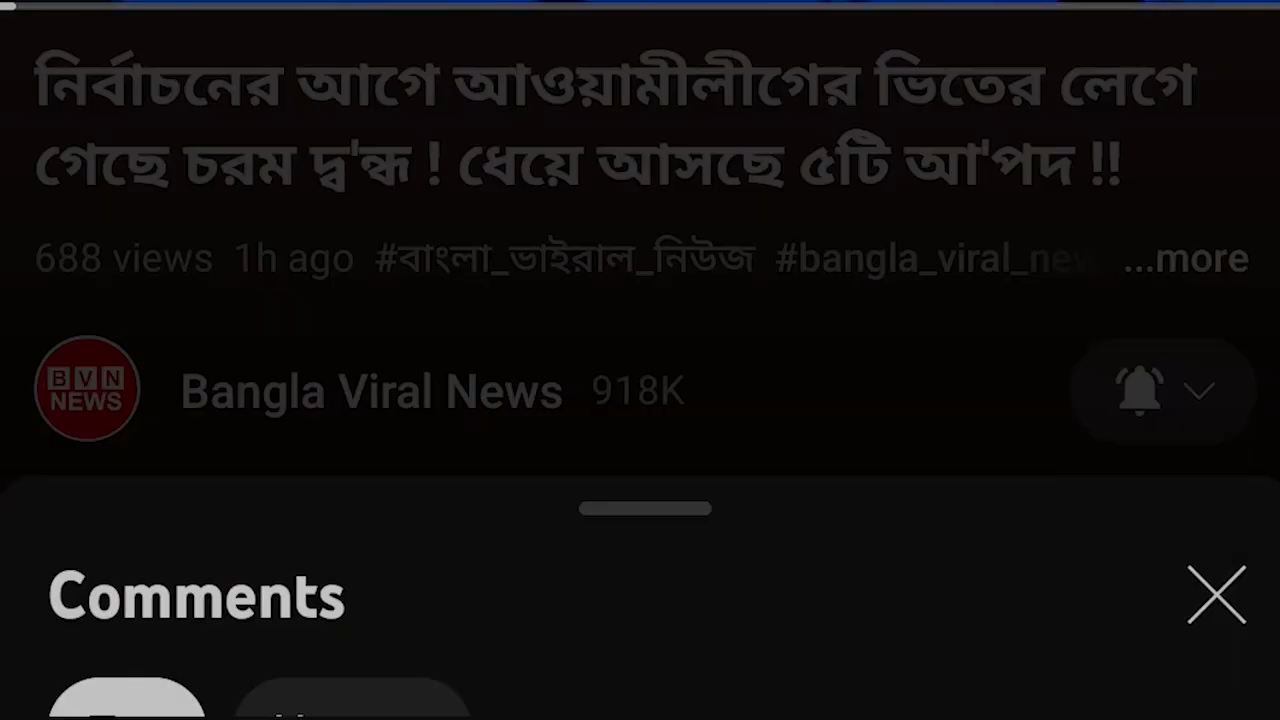 নির্বাচনের আগে আওয়ামীলীগের ভিতের লেগে
গেছে চরম দ্ব'ন্ধ ! ধেয়ে আসছে ৫টি আ'পদ !!
688 views 1h ago #বাংলা_ভাইরাল_নিউজ #bangla_viral_new ...more
BVN
NEWS
Bangla Viral News 918K
Comments